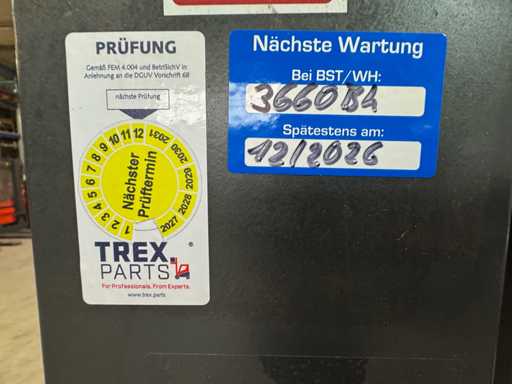 PRÜFUNG
Gemäß FEM 4.004 und BetrSichV in
Anlehnung an die DGUV Vorschrift 68
nächste Prüfung
1 2 3 4 5 6 7 8 9 10 11 12
2031 2030 2029 2028 2027
Nächster
Prüftermin
TREX.
PARTS
®
For Professionals. From Experts.
www.trex.parts
Nächste Wartung
Bei BST/WH:
3660B4
Spätestens am:
12/2026